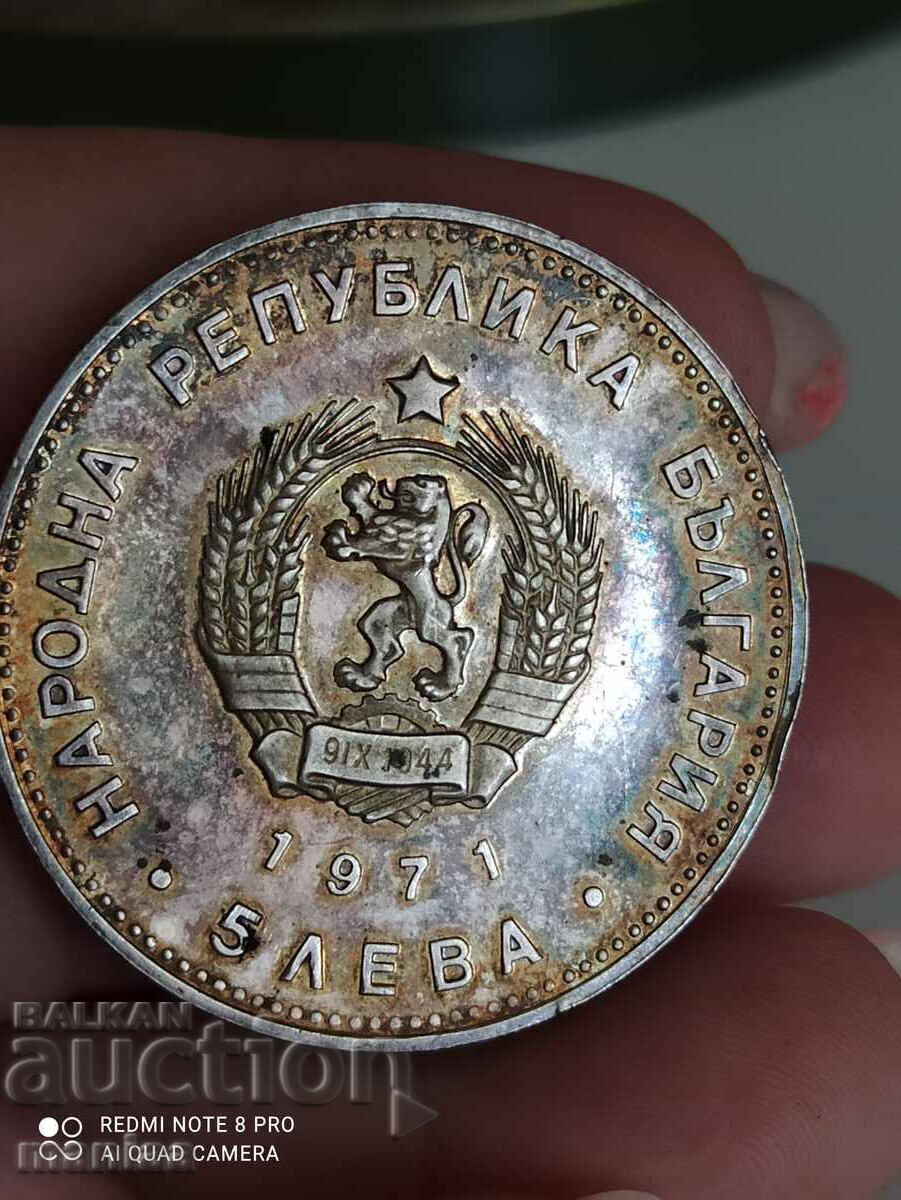 НАРОДНА РЕПУБЛИКА БЪЛГАРИЯ
9 IX 1944
1971
• 5 ЛЕВА •
BALKAN
auction
REDMI NOTE 8 PRO
AI QUAD CAMERA